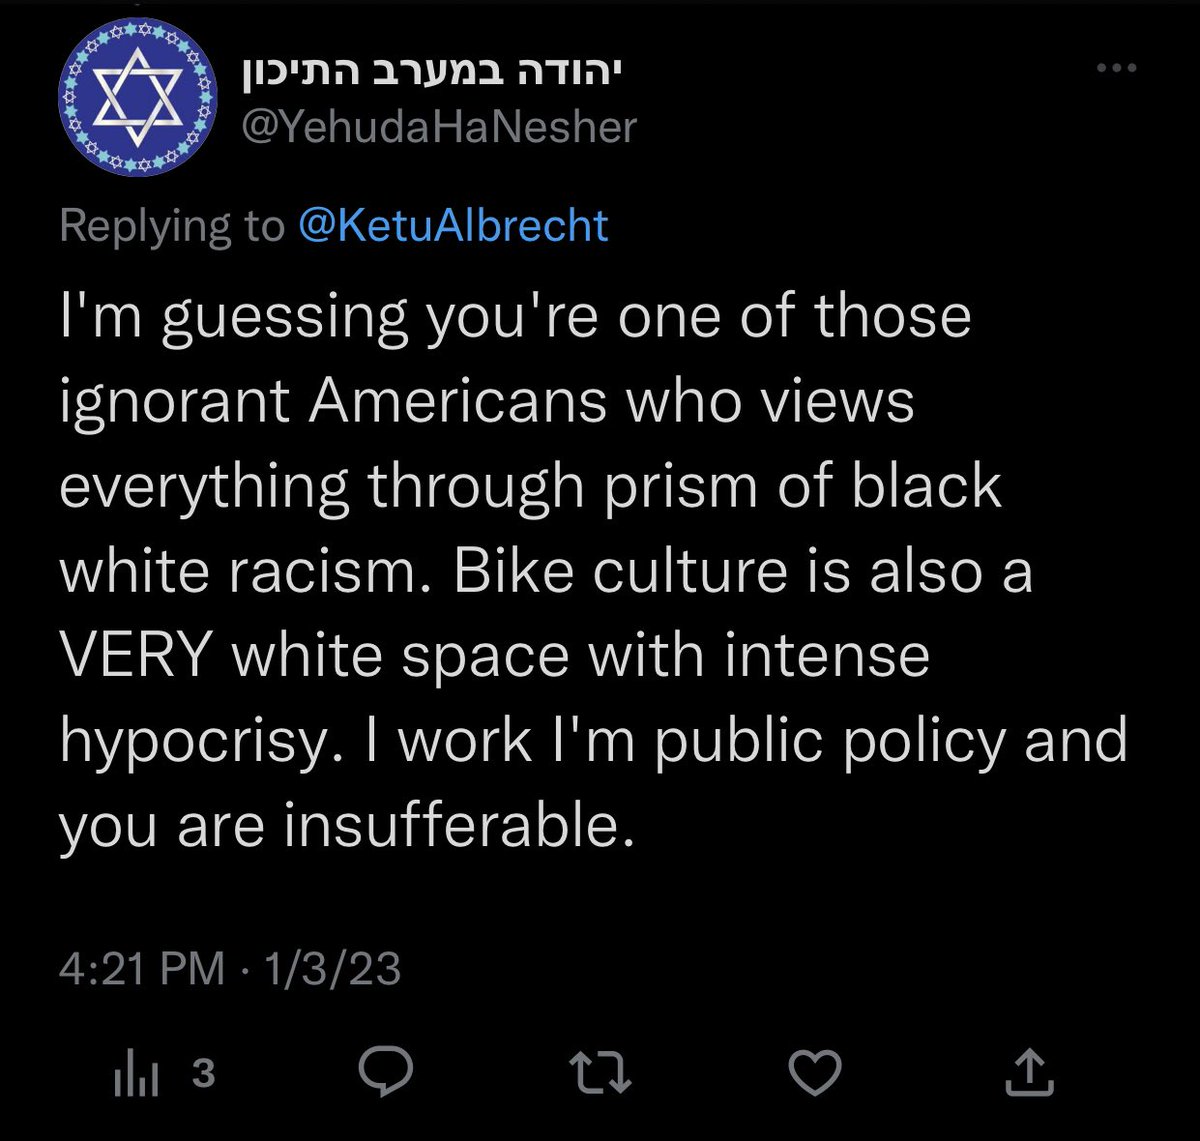 יהודה במערב התיכון
@YehudaHaNesher
Replying to @KetuAlbrecht
I'm guessing you're one of those
ignorant Americans who views
everything through prism of black
white racism. Bike culture is also a
VERY white space with intense
hypocrisy. I work I'm public policy and
you are insufferable.
4:21 PM · 1/3/23
3